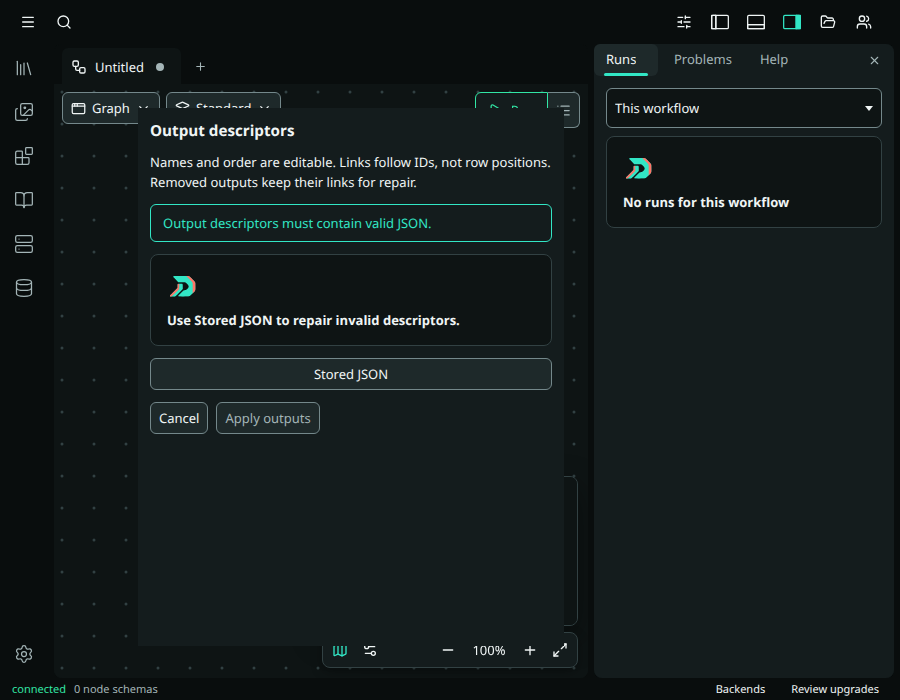 Untitled
Runs
Problems
Help
Graph
Standard
This workflow
No runs for this workflow
Output descriptors
Names and order are editable. Links follow IDs, not row positions.
Removed outputs keep their links for repair.
Output descriptors must contain valid JSON.
Use Stored JSON to repair invalid descriptors.
Stored JSON
Cancel
Apply outputs
100%
connected
0 node schemas
Backends
Review upgrades